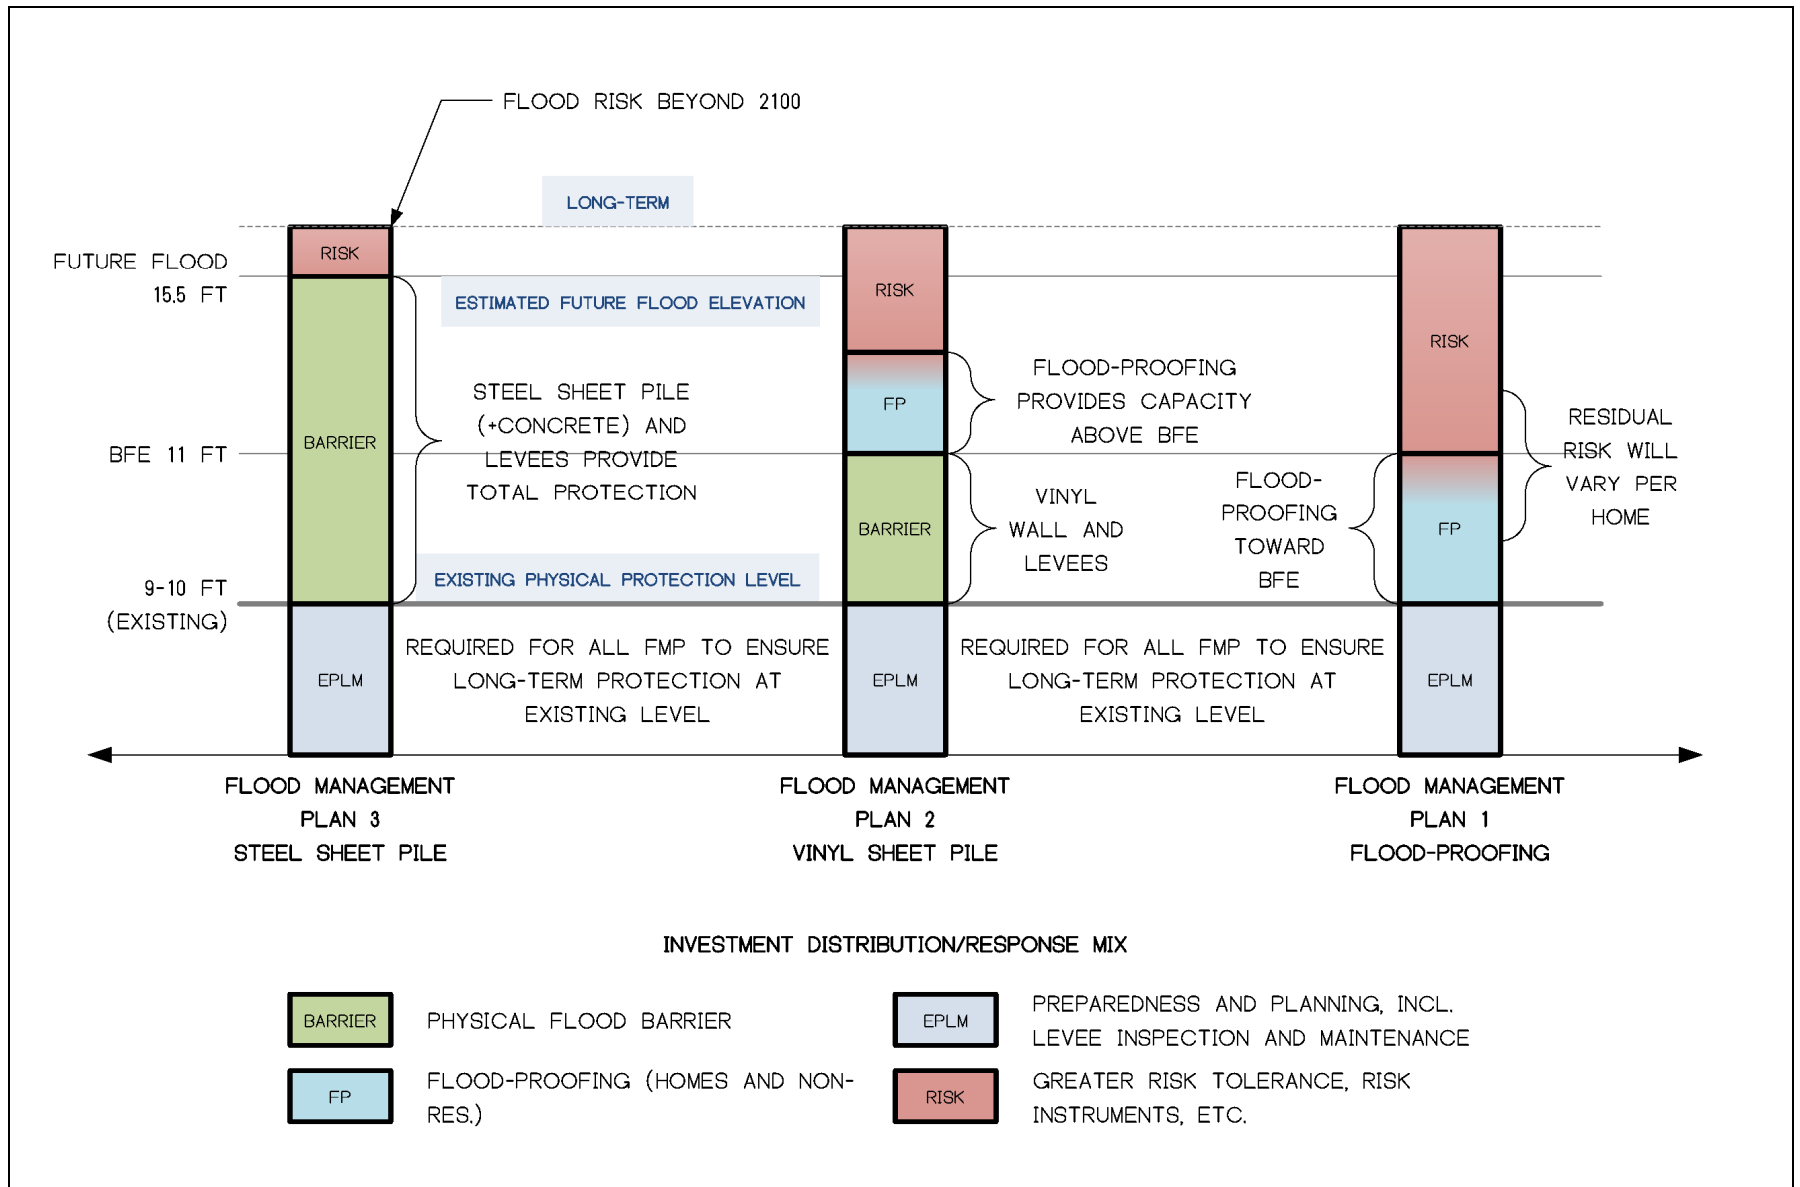 FLOOD RISK BEYOND 2100
LONG-TERM
FUTURE FLOOD
15.5 FT
RISK
ESTIMATED FUTURE FLOOD ELEVATION
RISK
RISK
STEEL SHEET PILE
(+CONCRETE) AND
LEVEES PROVIDE
TOTAL PROTECTION
BARRIER
BFE 11 FT
FP
FLOOD-PROOFING
PROVIDES CAPACITY
ABOVE BFE
RESIDUAL
RISK WILL
VARY PER
HOME
BARRIER
VINYL
WALL AND
LEVEES
FLOOD-
PROOFING
TOWARD
BFE
FP
9-10 FT
(EXISTING)
EXISTING PHYSICAL PROTECTION LEVEL
EPLM
REQUIRED FOR ALL FMP TO ENSURE
LONG-TERM PROTECTION AT
EXISTING LEVEL
EPLM
REQUIRED FOR ALL FMP TO ENSURE
LONG-TERM PROTECTION AT
EXISTING LEVEL
EPLM
FLOOD MANAGEMENT
PLAN 3
STEEL SHEET PILE
FLOOD MANAGEMENT
PLAN 2
VINYL SHEET PILE
FLOOD MANAGEMENT
PLAN 1
FLOOD-PROOFING
INVESTMENT DISTRIBUTION/RESPONSE MIX
BARRIER
PHYSICAL FLOOD BARRIER
EPLM
PREPAREDNESS AND PLANNING, INCL.
LEVEE INSPECTION AND MAINTENANCE
FP
FLOOD-PROOFING (HOMES AND NON-
RES.)
RISK
GREATER RISK TOLERANCE, RISK
INSTRUMENTS, ETC.